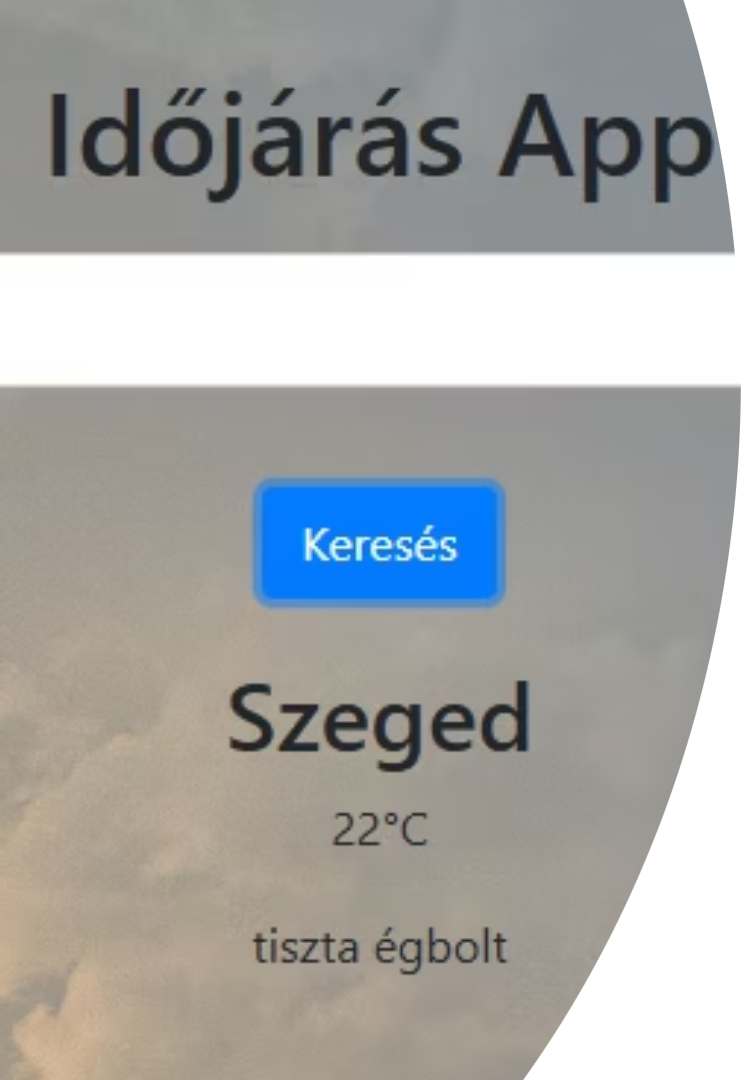 Időjárás App
Keresés
Szeged
22°C
tiszta égbolt